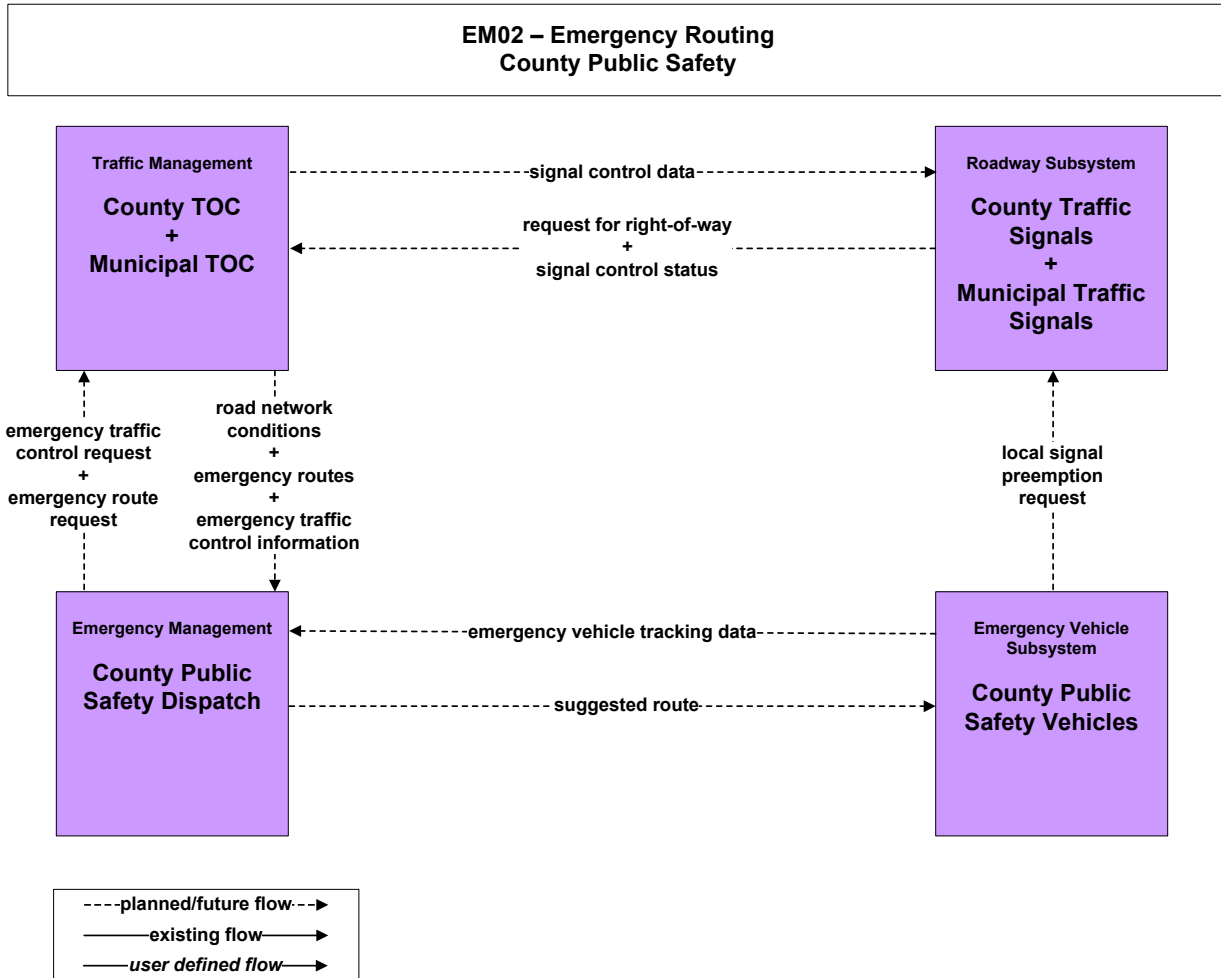 EM02 – Emergency Routing
County Public Safety
Traffic Management
County TOC
+
Municipal TOC
signal control data
request for right-of-way
+
signal control status
Roadway Subsystem
County Traffic
Signals
+
Municipal Traffic
Signals
emergency traffic
control request
+
emergency route
request
road network
conditions
+
emergency routes
+
emergency traffic
control information
local signal
preemption
request
Emergency Management
County Public
Safety Dispatch
emergency vehicle tracking data
suggested route
Emergency Vehicle
Subsystem
County Public
Safety Vehicles
planned/future flow
existing flow
user defined flow